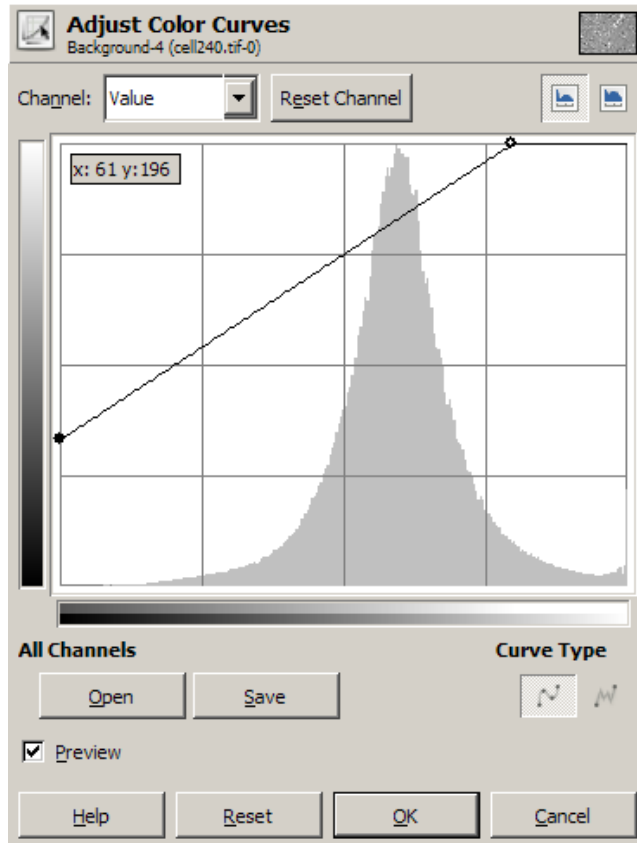 Adjust Color Curves
Background-4 (cell240.tif-0)
Channel: Value Reset Channel
x: 61 y:196
All Channels Curve Type
Open Save
Preview
Help Reset OK Cancel